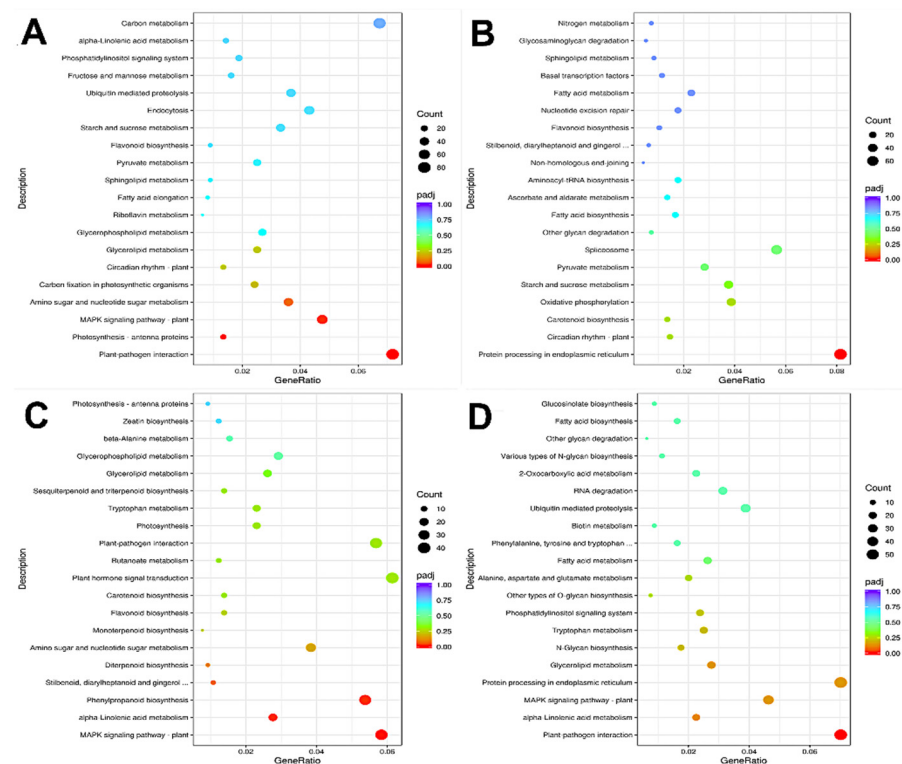 A
Carbon metabolism
alpha-Linolenic acid metabolism
Phosphatidylinositol signaling system
Fructose and mannose metabolism
Ubiquitin mediated proteolysis
Endocytosis
Starch and sucrose metabolism
Flavonoid biosynthesis
Pyruvate metabolism
Sphingolipid metabolism
Fatty acid elongation
Riboflavin metabolism
Glycerophospholipid metabolism
Glycerolipid metabolism
Circadian rhythm - plant
Carbon fixation in photosynthetic organisms
Amino sugar and nucleotide sugar metabolism
MAPK signaling pathway - plant
Photosynthesis - antenna proteins
Plant-pathogen interaction
Description
0.02 0.04 0.06
GeneRatio
Count
20
40
60
80
padj
1.00
0.75
0.50
0.25
0.00
B
Nitrogen metabolism
Glycosaminoglycan degradation
Sphingolipid metabolism
Basal transcription factors
Fatty acid metabolism
Nucleotide excision repair
Flavonoid biosynthesis
Stilbenoid, diarylheptanoid and gingerol ...
Non-homologous end-joining
Aminoacyl-tRNA biosynthesis
Ascorbate and aldarate metabolism
Fatty acid biosynthesis
Other glycan degradation
Spliceosome
Pyruvate metabolism
Starch and sucrose metabolism
Oxidative phosphorylation
Carotenoid biosynthesis
Circadian rhythm - plant
Protein processing in endoplasmic reticulum
Description
0.02 0.04 0.06 0.08
GeneRatio
Count
20
40
60
padj
1.00
0.75
0.50
0.25
0.00
C
Photosynthesis - antenna proteins
Zeatin biosynthesis
beta-Alanine metabolism
Glycerophospholipid metabolism
Glycerolipid metabolism
Sesquiterpenoid and triterpenoid biosynthesis
Tryptophan metabolism
Photosynthesis
Plant-pathogen interaction
Butanoate metabolism
Plant hormone signal transduction
Carotenoid biosynthesis
Flavonoid biosynthesis
Monoterpenoid biosynthesis
Amino sugar and nucleotide sugar metabolism
Diterpenoid biosynthesis
Stilbenoid, diarylheptanoid and gingerol ...
Phenylpropanoid biosynthesis
alpha Linolenic acid metabolism
MAPK signaling pathway - plant
Description
0.02 0.04 0.06
GeneRatio
Count
10
20
30
40
padj
1.00
0.75
0.50
0.25
0.00
D
Glucosinolate biosynthesis
Fatty acid biosynthesis
Other glycan degradation
Various types of N-glycan biosynthesis
2-Oxocarboxylic acid metabolism
RNA degradation
Ubiquitin mediated proteolysis
Biotin metabolism
Phenylalanine, tyrosine and tryptophan ...
Fatty acid metabolism
Alanine, aspartate and glutamate metabolism
Other types of O-glycan biosynthesis
Phosphatidylinositol signaling system
Tryptophan metabolism
N-Glycan biosynthesis
Glycerolipid metabolism
Protein processing in endoplasmic reticulum
MAPK signaling pathway - plant
alpha Linolenic acid metabolism
Plant-pathogen interaction
Description
0.02 0.04 0.06
GeneRatio
Count
10
20
30
40
50
padj
1.00
0.75
0.50
0.25
0.00